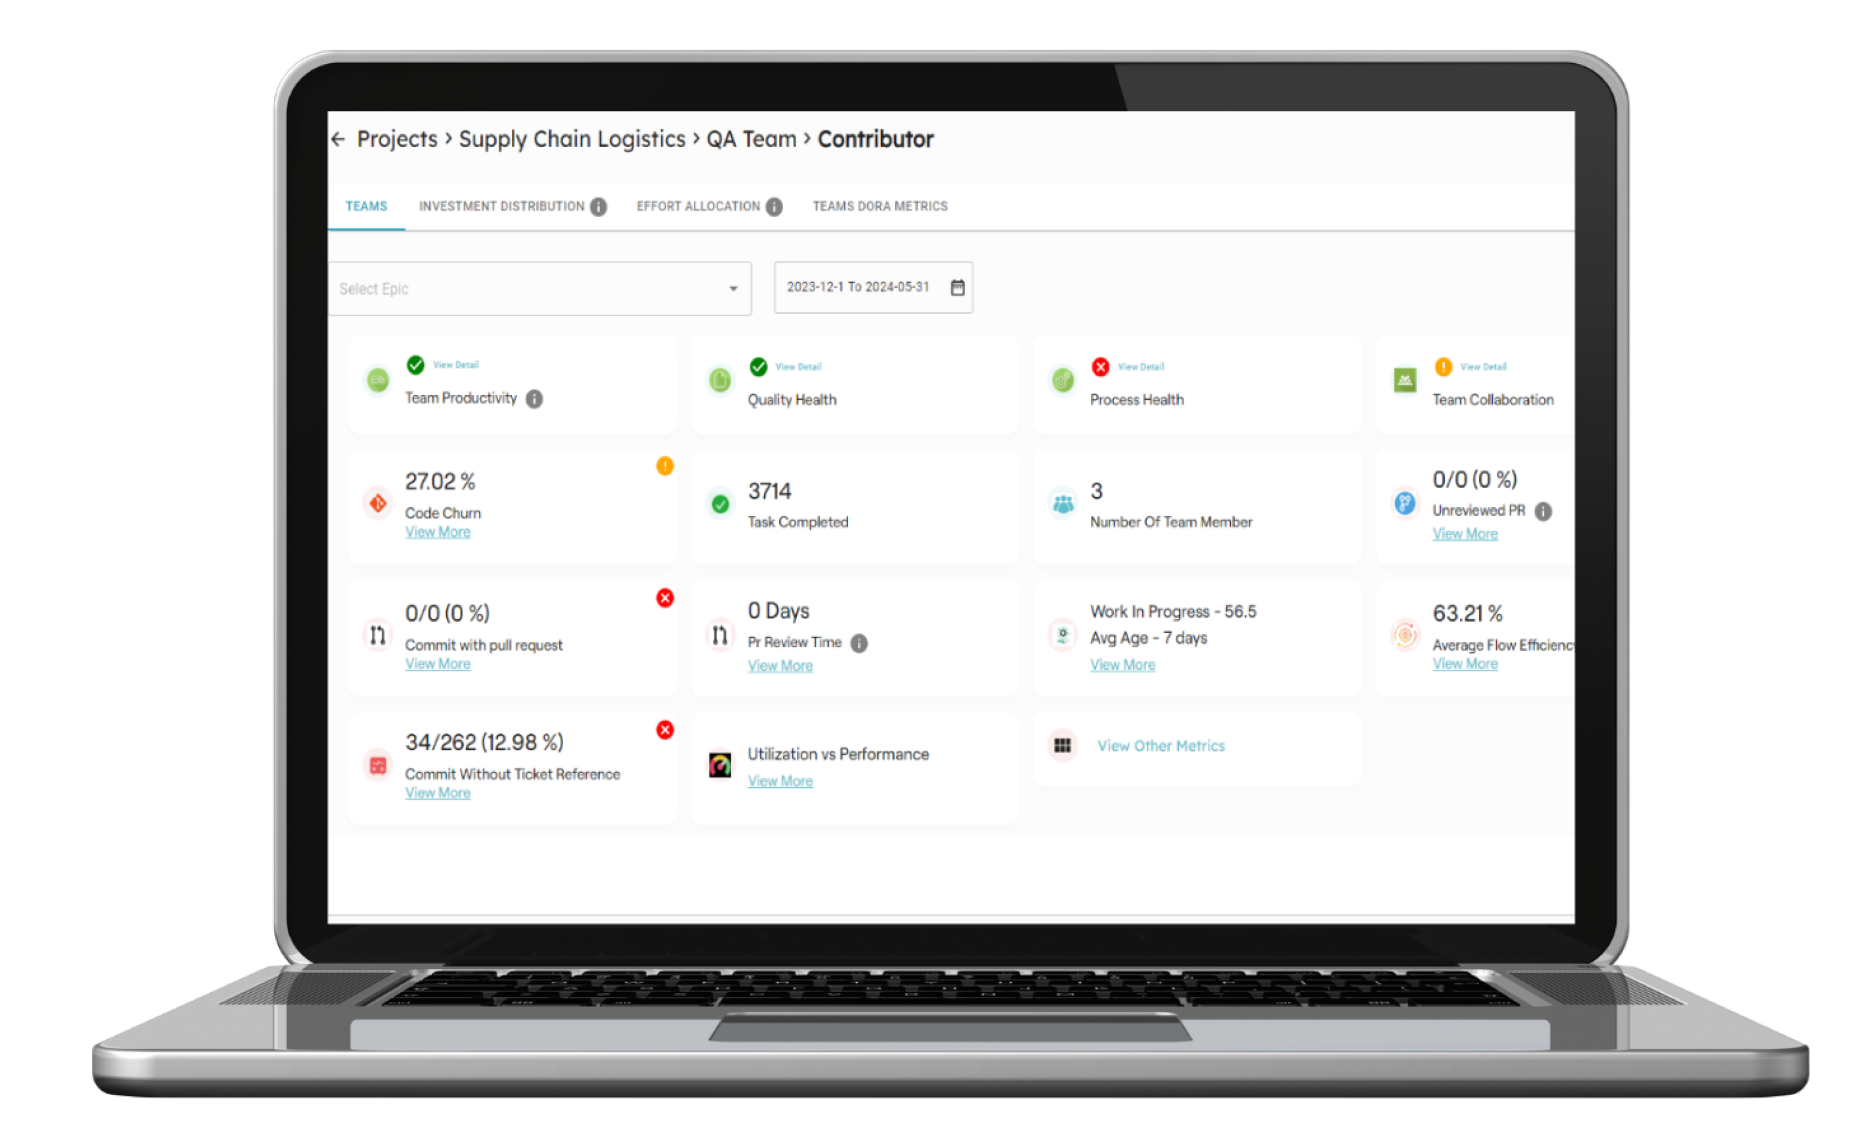 ← Projects > Supply Chain Logistics > QA Team > Contributor
TEAMS INVESTMENT DISTRIBUTION EFFORT ALLOCATION TEAMS DORA METRICS
Select Epic 2023-12-1 To 2024-05-31
View Detail
Team Productivity
View Detail
Quality Health
View Detail
Process Health
View Detail
Team Collaboration
27.02 %
Code Churn
View More
3714
Task Completed
3
Number Of Team Member
0/0 (0 %)
Unreviewed PR
View More
0/0 (0 %)
Commit with pull request
View More
0 Days
Pr Review Time
View More
Work In Progress - 56.5
Avg Age - 7 days
View More
63.21 %
Average Flow Efficienc
View More
34/262 (12.98 %)
Commit Without Ticket Reference
View More
Utilization vs Performance
View More
View Other Metrics